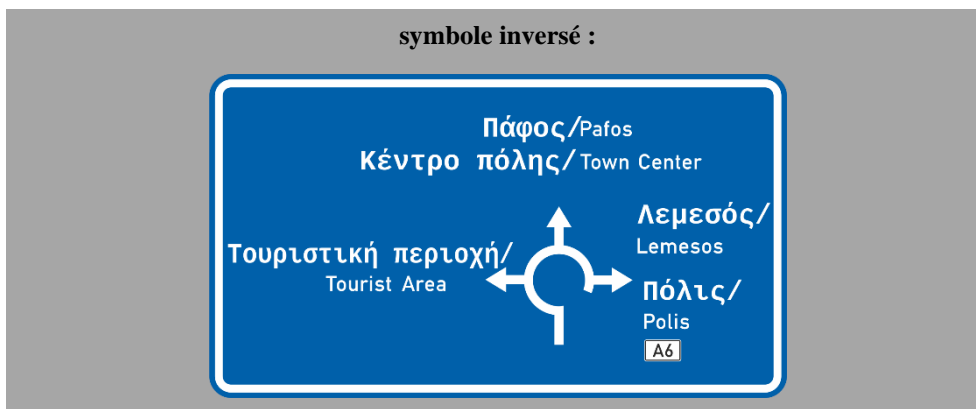 symbole inversé :
Πάφος/Pafos
Κέντρο πόλης/Town Center
Λεμεσός/
Lemesos
Τουριστική περιοχή/
Tourist Area
Πόλις/
Polis
A6